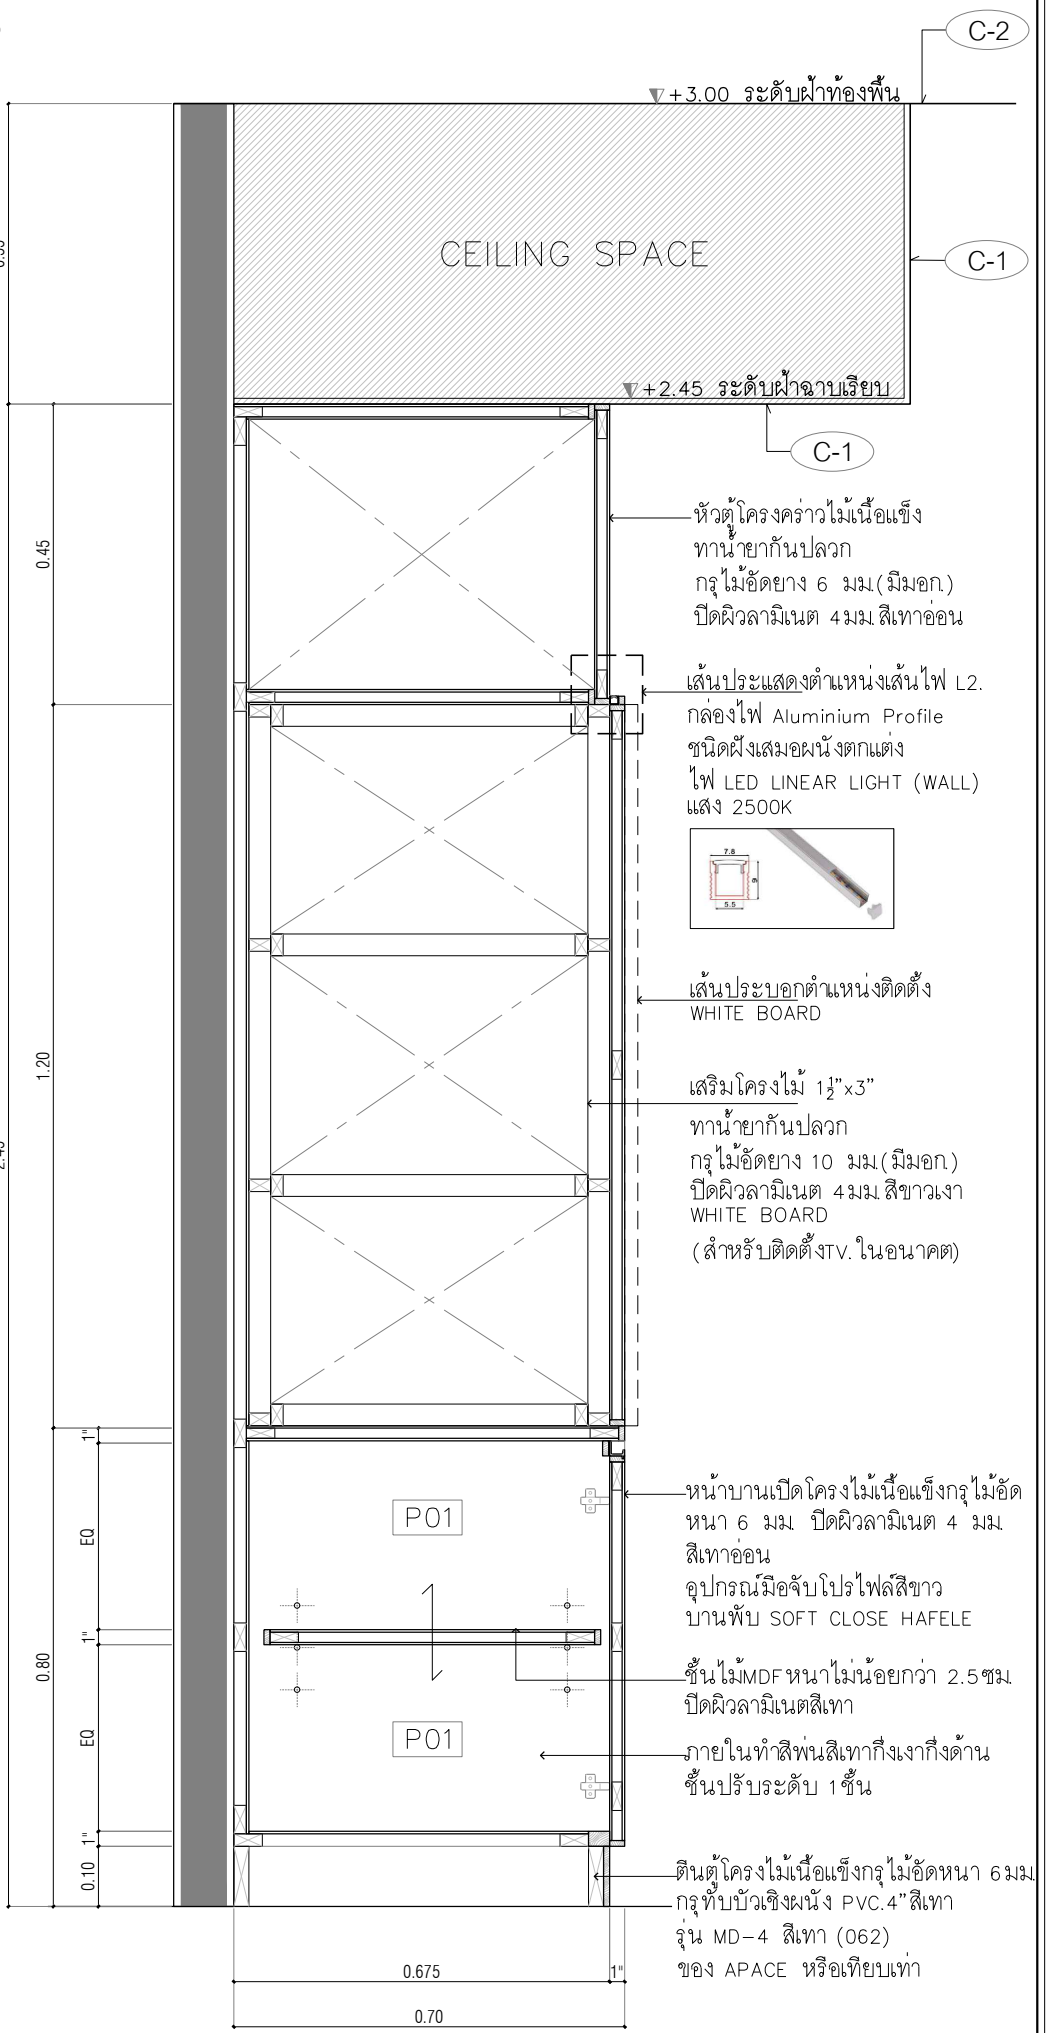 C-2
+3.00 ระดับฝ้าท้องพื้น
CEILING SPACE
C-1
+2.45 ระดับฝ้าฉาบเรียบ
C-1
หัวตู้โครงคร่าวไม้เนื้อแข็ง
ทาน้ำยากันปลวก
กรุไม้อัดยาง 6 มม.(มีมอก.)
ปิดผิวลามิเนต 4มม.สีเทาอ่อน
0.45
เส้นประแสดงตำแหน่งเส้นไฟ L2.
กล่องไฟ Aluminium Profile
ชนิดฝังเสมอผนังตกแต่ง
ไฟ LED LINEAR LIGHT (WALL)
แสง 2500K
7.8
9
5.5
เส้นประบอกตำแหน่งติดตั้ง
WHITE BOARD
1.20
เสริมโครงไม้ 1½"x3"
ทาน้ำยากันปลวก
กรุไม้อัดยาง 10 มม.(มีมอก.)
ปิดผิวลามิเนต 4มม.สีขาวเงา
WHITE BOARD
(สำหรับติดตั้งTV.ในอนาคต)
1"
EQ
1"
0.80
EQ
1"
0.10
P01
P01
หน้าบานเปิดโครงไม้เนื้อแข็งกรุไม้อัด
หนา 6 มม. ปิดผิวลามิเนต 4 มม.
สีเทาอ่อน
อุปกรณ์มือจับโปรไฟล์สีขาว
บานพับ SOFT CLOSE HAFELE
ชั้นไม้MDFหนาไม่น้อยกว่า 2.5ซม.
ปิดผิวลามิเนตสีเทา
ภายในทำสีพ่นสีเทากึ่งเงากึ่งด้าน
ชั้นปรับระดับ 1ชั้น
ตีนตู้โครงไม้เนื้อแข็งกรุไม้อัดหนา 6มม.
กรุทับบัวเชิงผนัง PVC.4"สีเทา
รุ่น MD-4 สีเทา (062)
ของ APACE หรือเทียบเท่า
0.675
1"
0.70